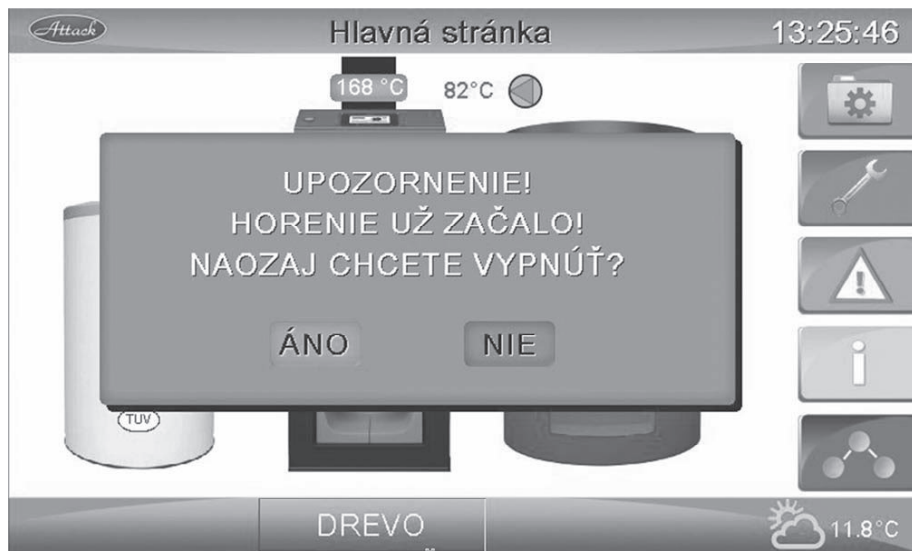 Attack
Hlavná stránka
13:25:46
168 °C
82°C
UPOZORNENIE!
HORENIE UŽ ZAČALO!
NAOZAJ CHCETE VYPNÚŤ?
ÁNO
NIE
TUV
DREVO
11.8°C